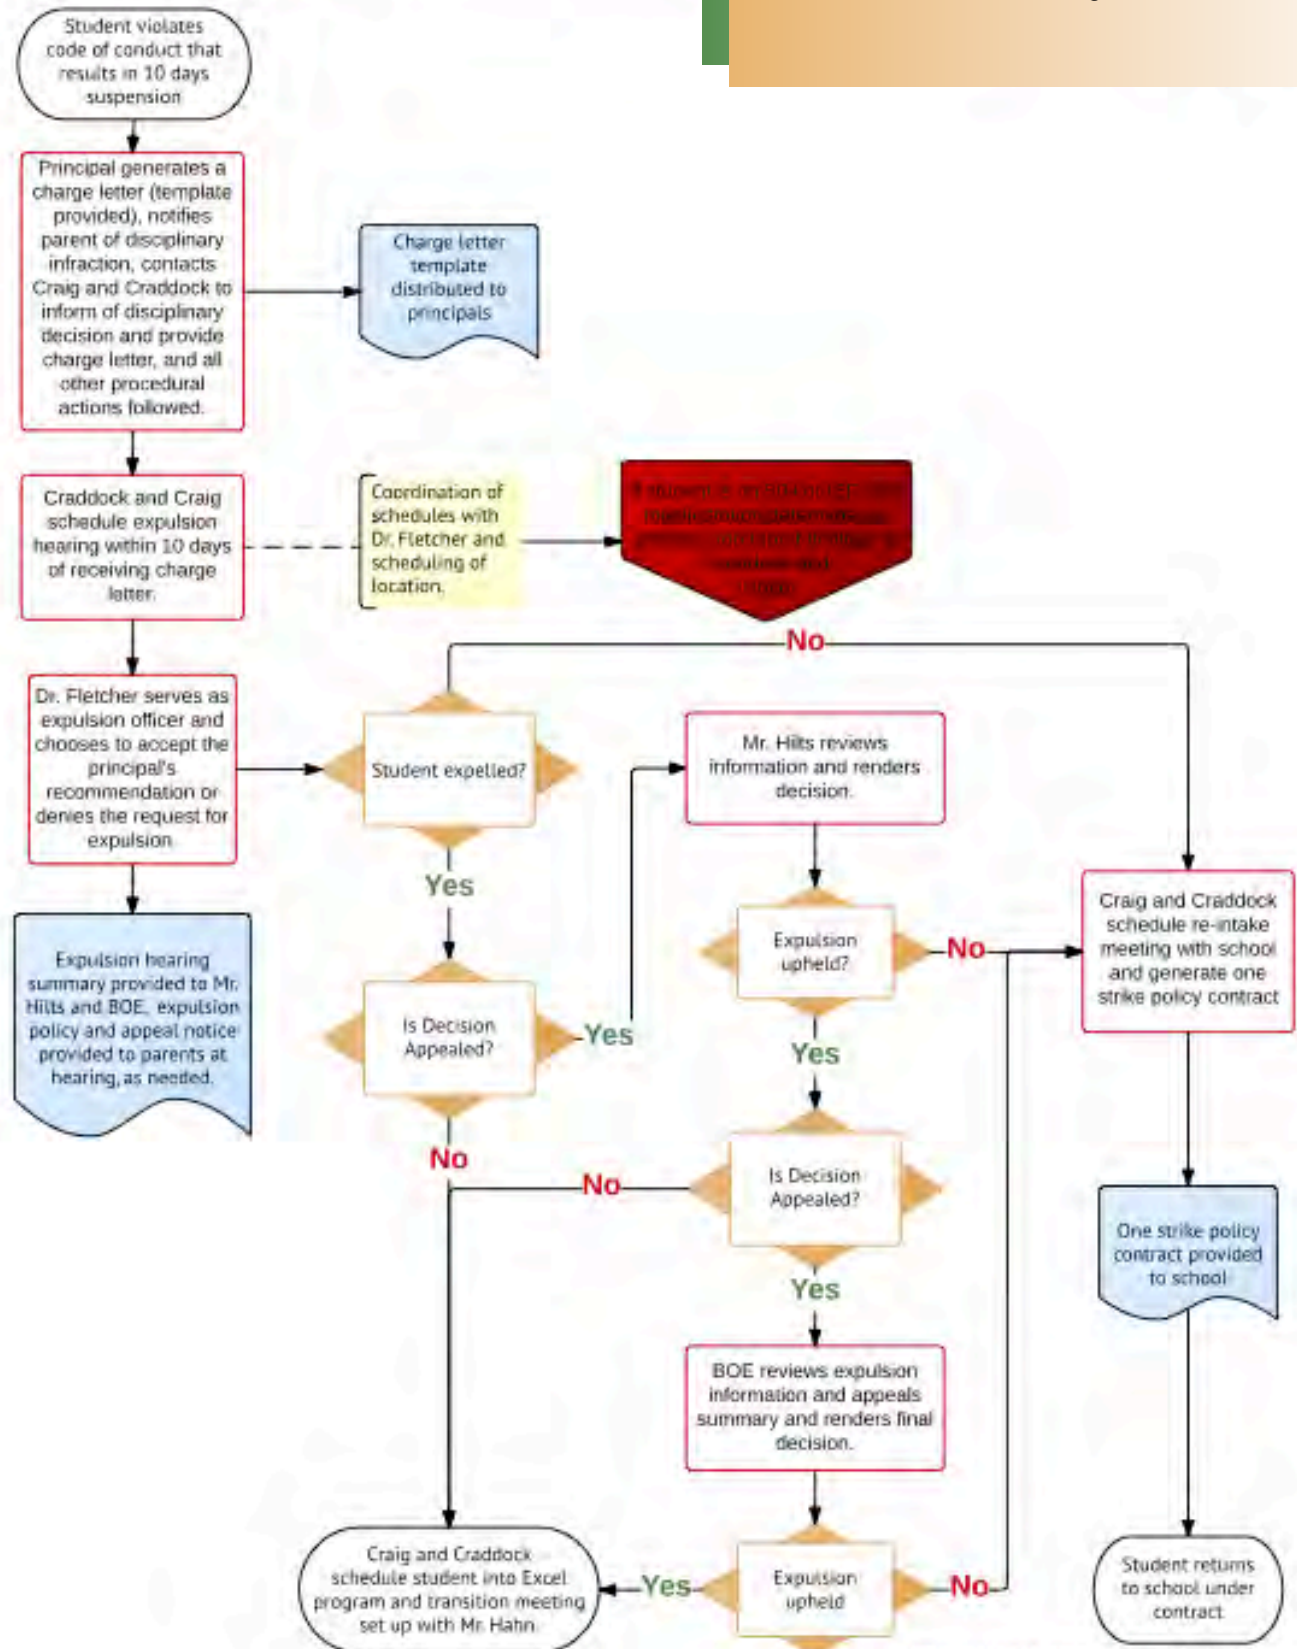 Student violates
code of conduct that
results in 10 days
suspension
Principal generates a
charge letter (template
provided), notifies
parent of disciplinary
infraction, contacts
Craig and Craddock to
inform of disciplinary
decision and provide
charge letter, and all
other procedural
actions followed.
Charge letter
template
distributed to
principals
Craddock and Craig
schedule expulsion
hearing within 10 days
of receiving charge
letter.
Coordination of
schedules with
Dr. Fletcher and
scheduling of
location.
No
Dr. Fletcher serves as
expulsion officer and
chooses to accept the
principal's
recommendation or
denies the request for
expulsion
Student expelled?
Mr. Hilts reviews
information and renders
decision.
Yes
Expulsion hearing
summary provided to Mr.
Hilts and BOE, expulsion
policy and appeal notice
provided to parents at
hearing, as needed.
Expulsion
upheld?
No
Craig and Craddock
schedule re-intake
meeting with school
and generate one
strike policy contract
Is Decision
Appealed?
Yes
Yes
No
Is Decision
Appealed?
No
Yes
One strike policy
contract provided
to school
BOE reviews expulsion
information and appeals
summary and renders final
decision.
Craig and Craddock
schedule student into Excel
program and transition meeting
set up with Mr. Hahn
Yes
Expulsion
upheld
No
Student returns
to school under
contract